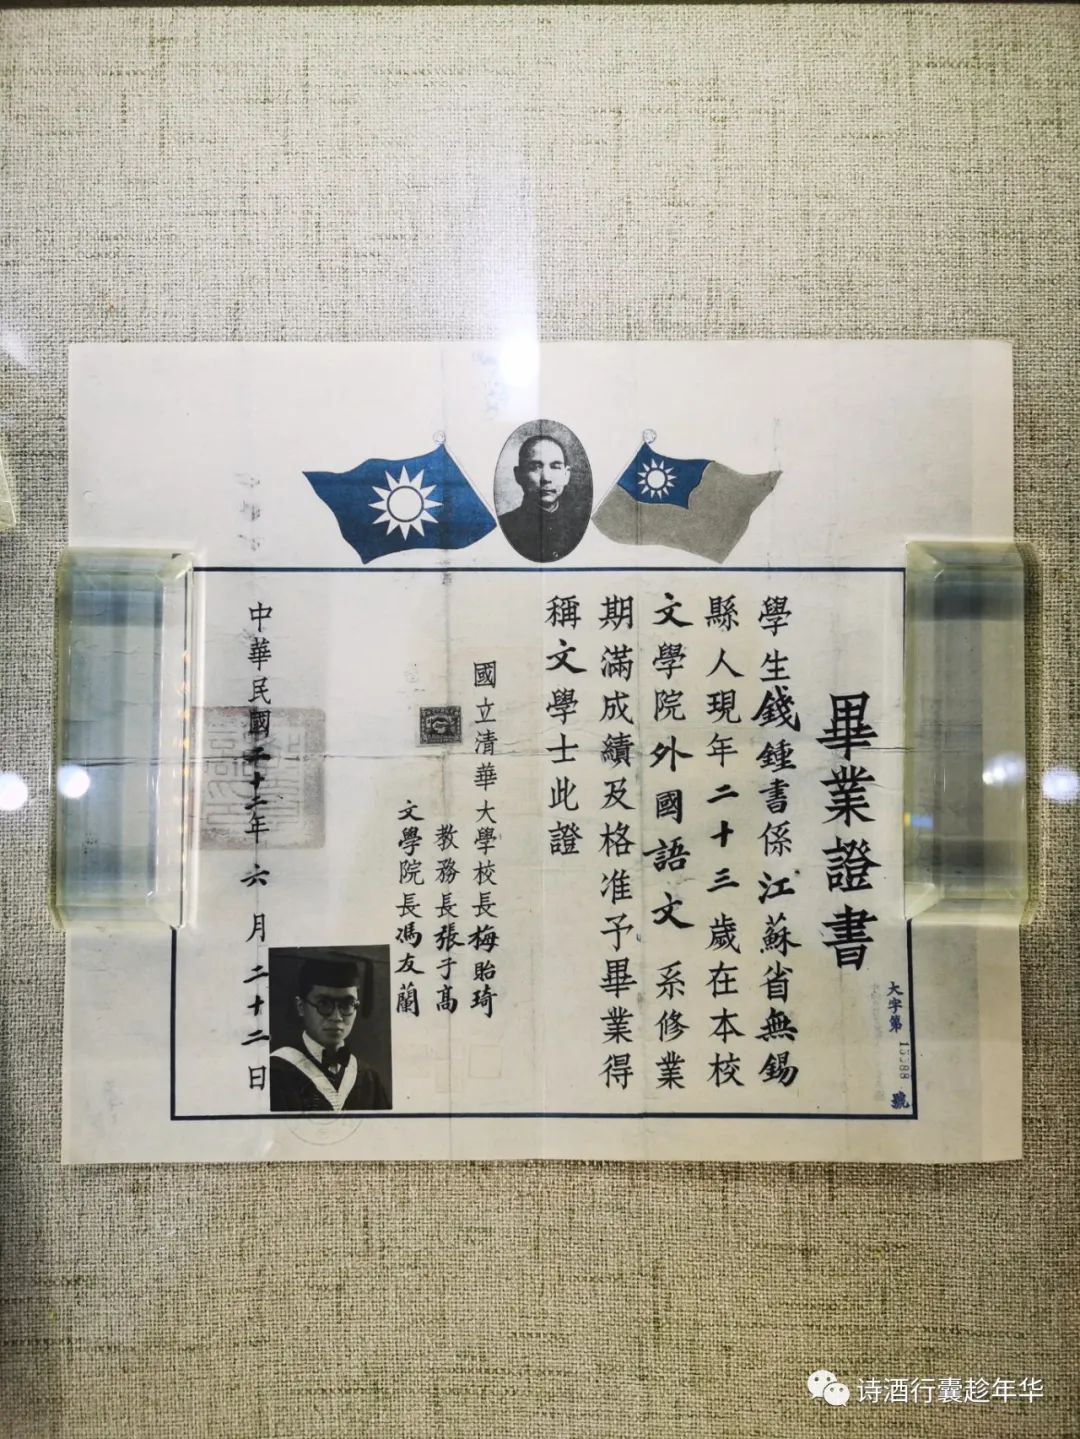 畢業證書
學生錢鍾書係江蘇省無錫
縣人現年二十三歲在本校
文學院外國語文系修業
期滿成績及格准予畢業得
稱文學士此證
國立清華大學校長梅貽琦
教務長張子高
文學院長馮友蘭
中華民國二十二年六月二十二日
大字第 號
诗酒行囊趁年华